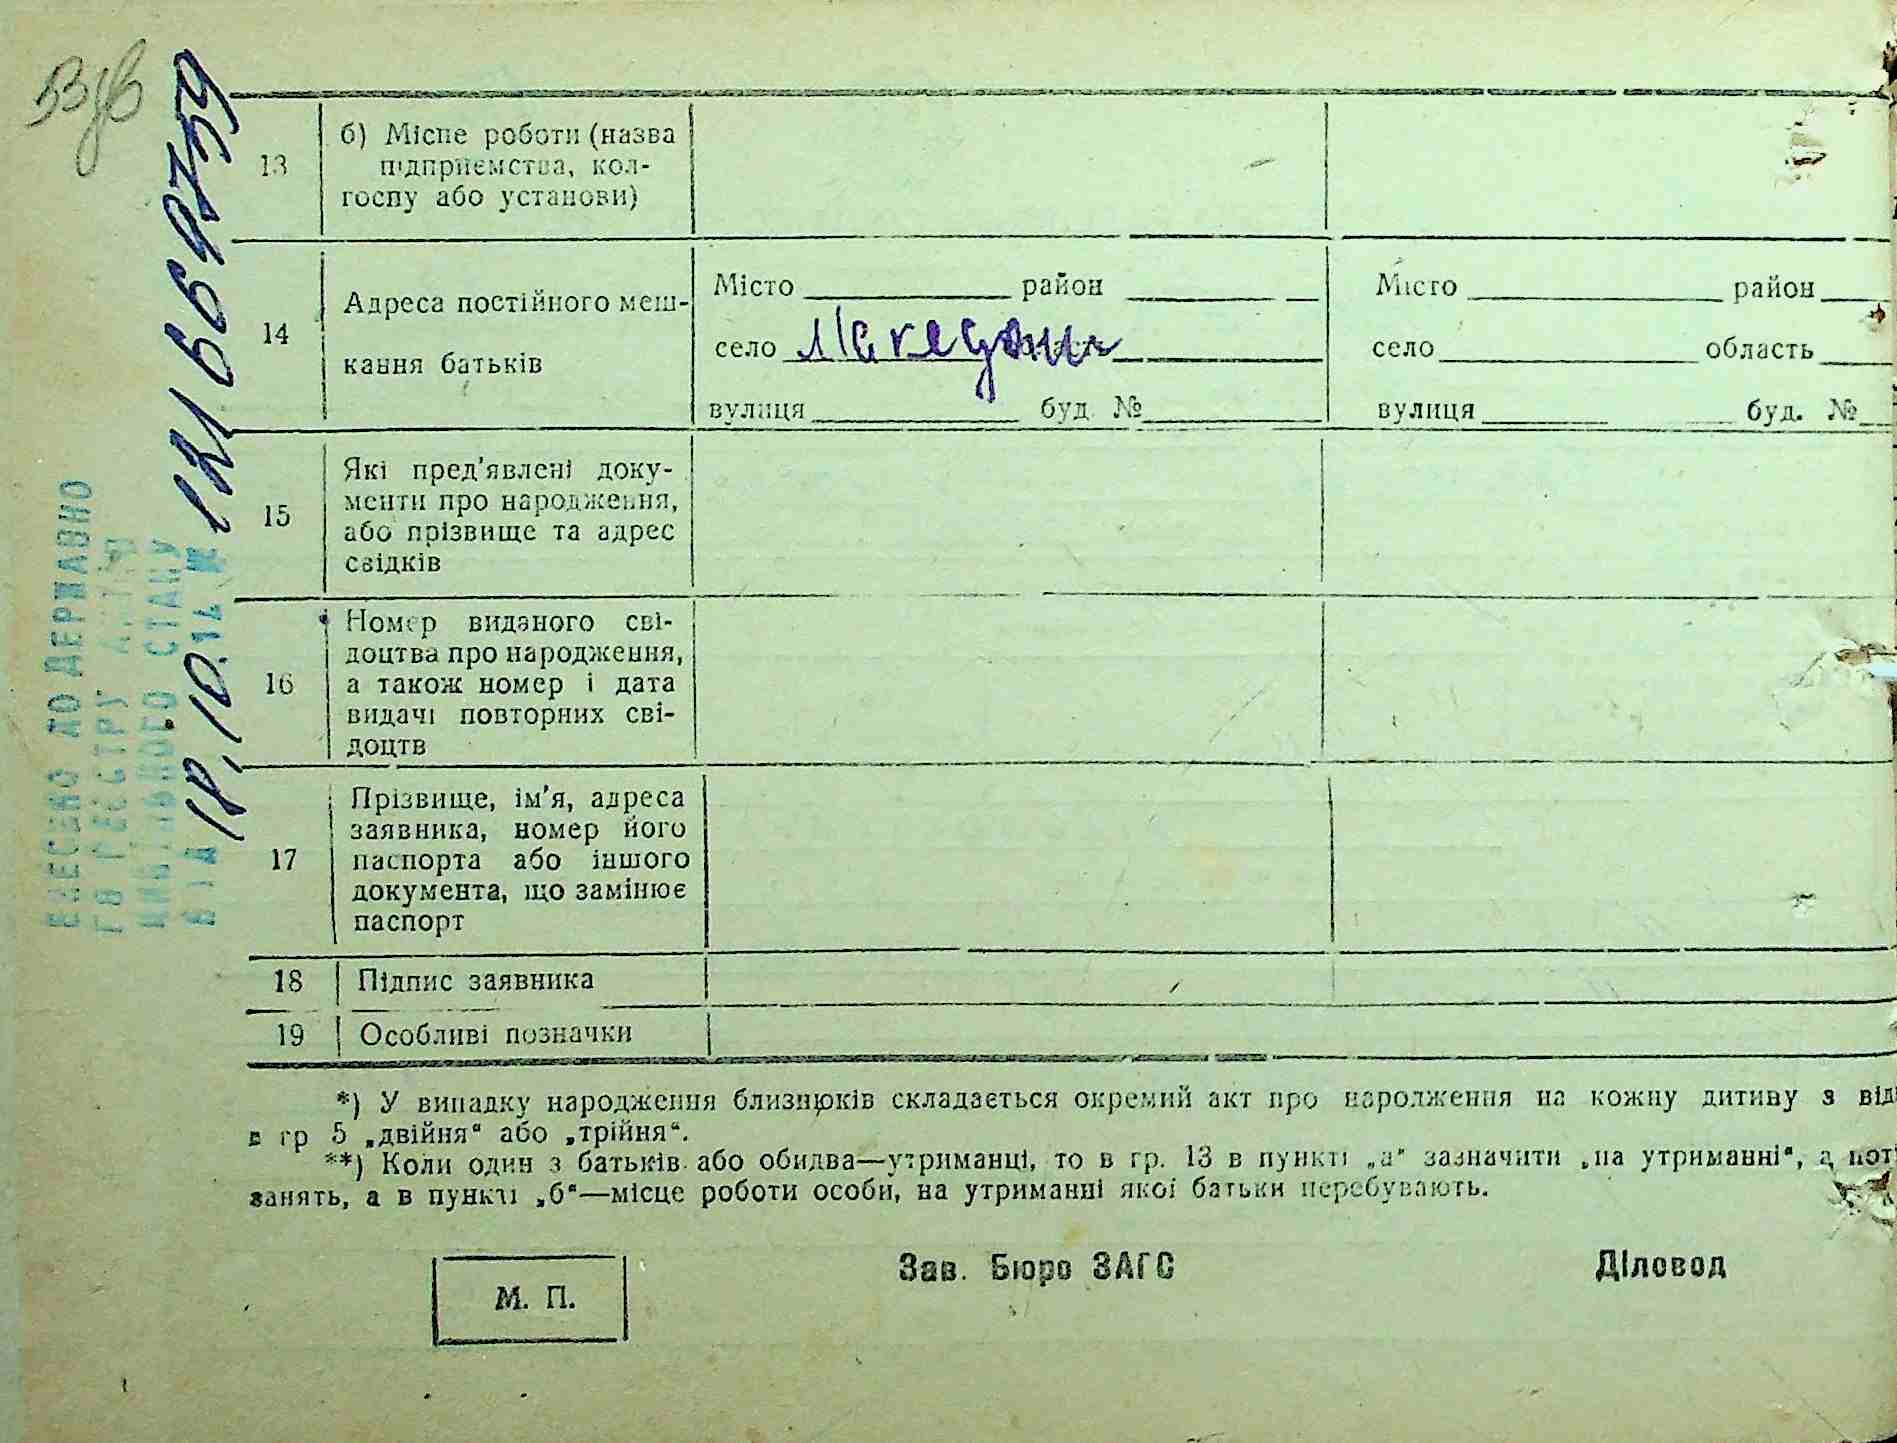 13
б) Місце роботи (назва
підприємства, кол-
госпу або установи)
14
Адреса постійного меш-
кання батьків
Місто район
село Македони
вулиця буд. №
Місто район
село область
вулиця буд. №
15
Які пред'явлені доку-
менти про народження,
або прізвище та адрес
свідків
16
Номер виданого сві-
доцтва про народження,
а також номер і дата
видачі повторних сві-
доцтв
17
Прізвище, ім'я, адреса
заявника, номер його
паспорта або іншого
документа, що замінює
паспорт
18 Підпис заявника
19 Особливі позначки
*) У випадку народження близнюків складається окремий акт про народження на кожну дитину з від
в гр 5 „двійня“ або „трійня“.
**) Коли один з батьків або обидва—утриманці, то в гр. 13 в пункті „а“ зазначити „на утриманні“, а пот
занять, а в пункті „б“—місце роботи особи, на утриманні якої батьки перебувають.
М. П.
Зав. Бюро ЗАГС
Діловод
ВНЕСЕНО ДО ДЕРЖАВНО
ГО РЕЄСТРУ АКТІВ
ЦИВІЛЬНОГО СТАНУ
ВІД 18.10.14 №